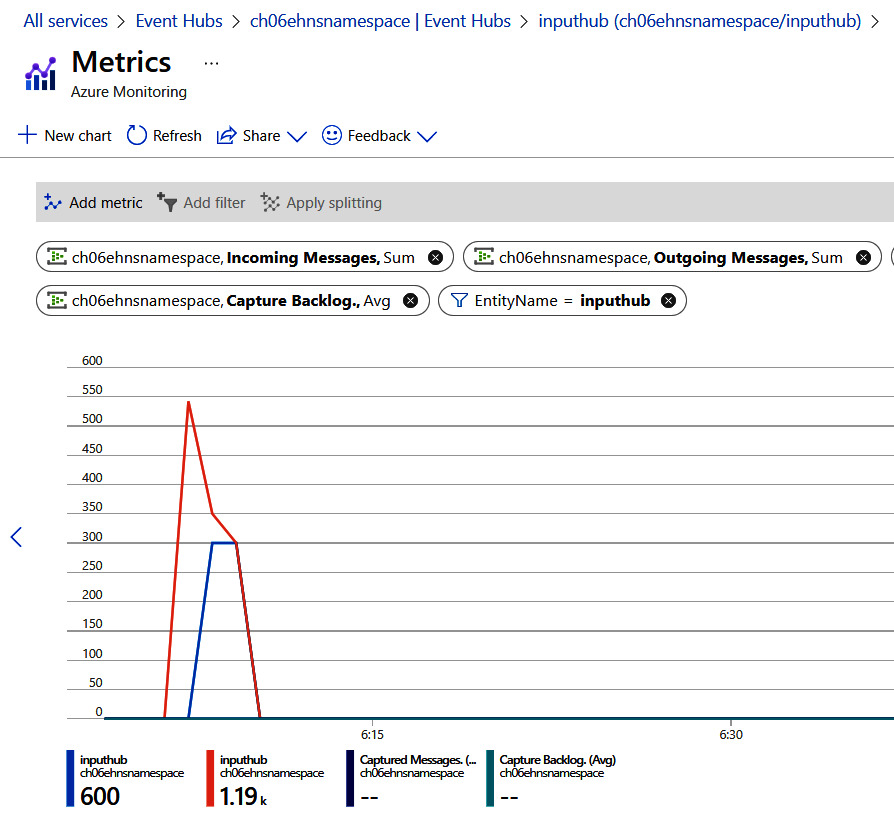 All services > Event Hubs > ch06ehnsnamespace | Event Hubs > inputhub (ch06ehnsnamespace/inputhub) >
Metrics ...
Azure Monitoring
New chart Refresh Share Feedback
Add metric Add filter Apply splitting
ch06ehnsnamespace, Incoming Messages, Sum ch06ehnsnamespace, Outgoing Messages, Sum
ch06ehnsnamespace, Capture Backlog., Avg EntityName = inputhub
600
550
500
450
400
350
300
250
200
150
100
50
0
6:15 6:30
inputhub inputhub Captured Messages. (... Capture Backlog. (Avg)
ch06ehnsnamespace ch06ehnsnamespace ch06ehnsnamespace ch06ehnsnamespace
600 1.19 k -- --